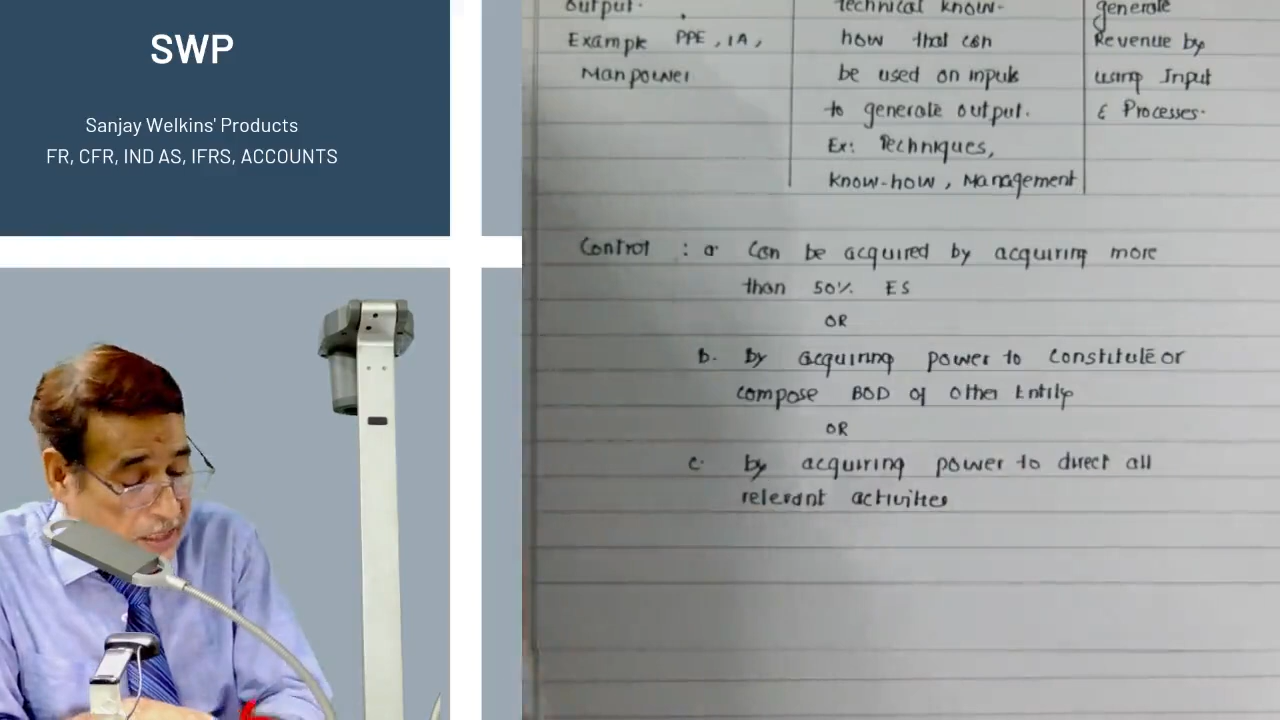 SWP
Sanjay Welkins' Products
FR, CFR, IND AS, IFRS, ACCOUNTS
output.
Example PPE, IA,
Manpower
Technical know-
how that can
be used on inputs
to generate output.
Ex: Techniques,
know-how, Management
generate
Revenue by
using Input
& Processes.
Control : a. Can be acquired by acquiring more
than 50% ES
OR
b. By acquiring power to constitute or
compose BOD of other Entity
OR
c. by acquiring power to direct all
relevant activities